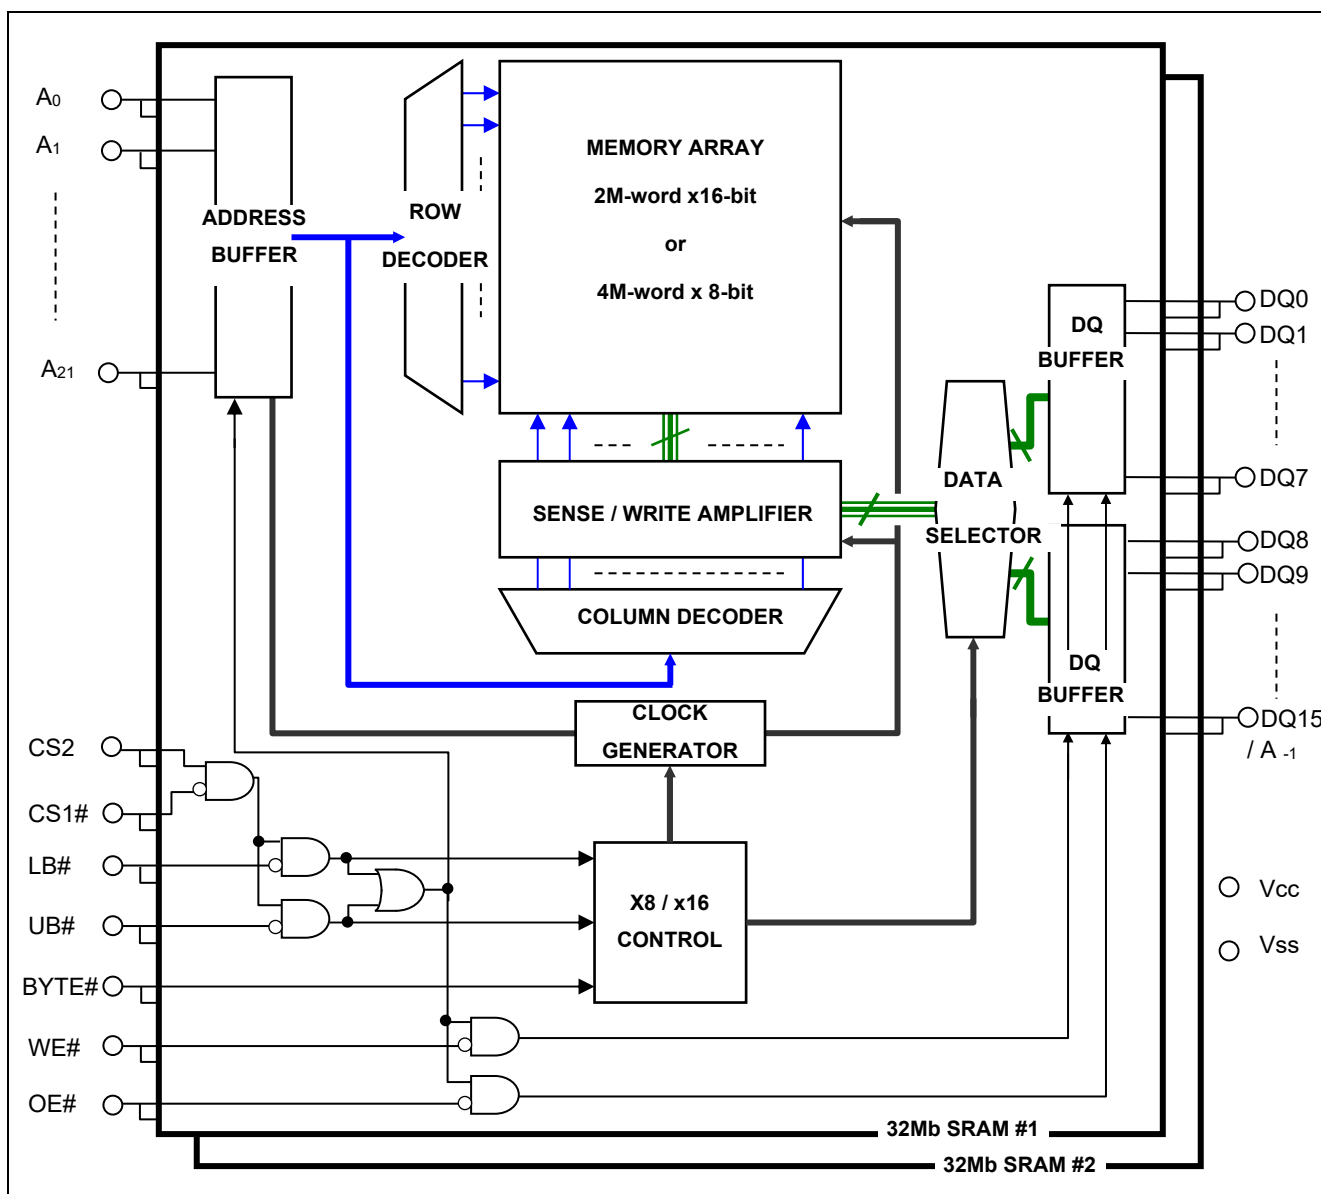 A0
A1
A21
ADDRESS
BUFFER
ROW
DECODER
MEMORY ARRAY
2M-word x16-bit
or
4M-word x 8-bit
SENSE / WRITE AMPLIFIER
COLUMN DECODER
CLOCK
GENERATOR
X8 / x16
CONTROL
DATA
SELECTOR
DQ
BUFFER
DQ
BUFFER
DQ0
DQ1
DQ7
DQ8
DQ9
DQ15
/ A -1
CS2
CS1#
LB#
UB#
BYTE#
WE#
OE#
Vcc
Vss
32Mb SRAM #1
32Mb SRAM #2